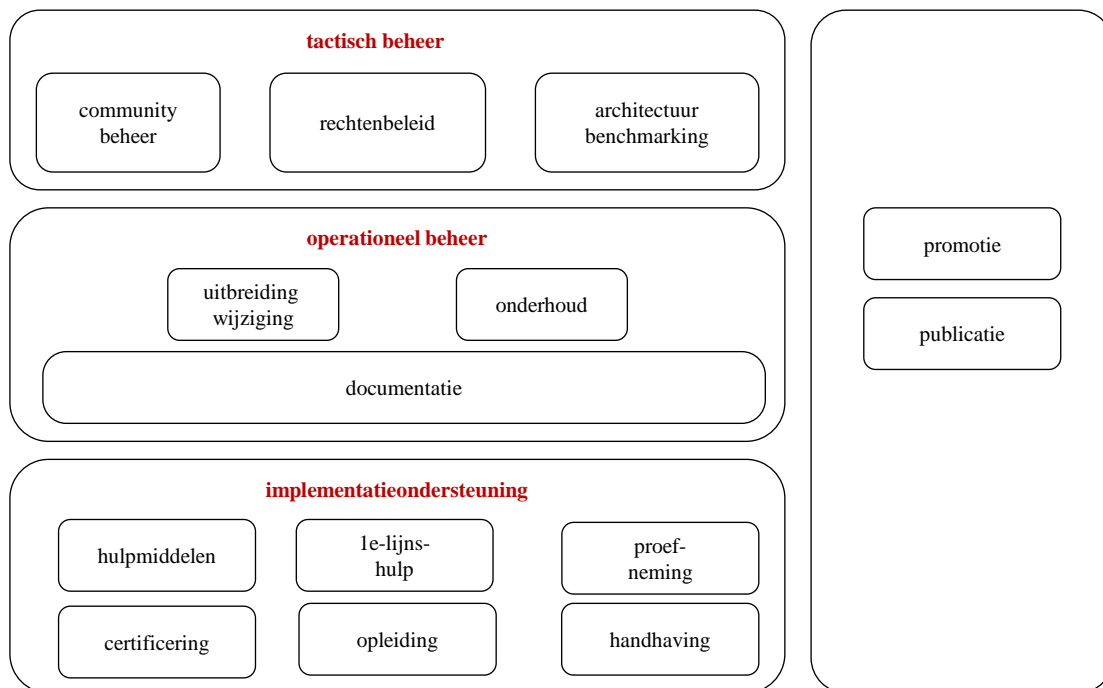 tactisch beheer
community
beheer
rechtenbeleid
architectuur
benchmarking
operationeel beheer
uitbreiding
wijziging
onderhoud
documentatie
implementatieondersteuning
hulpmiddelen
1e-lijns-
hulp
proef-
neming
certificering
opleiding
handhaving
promotie
publicatie